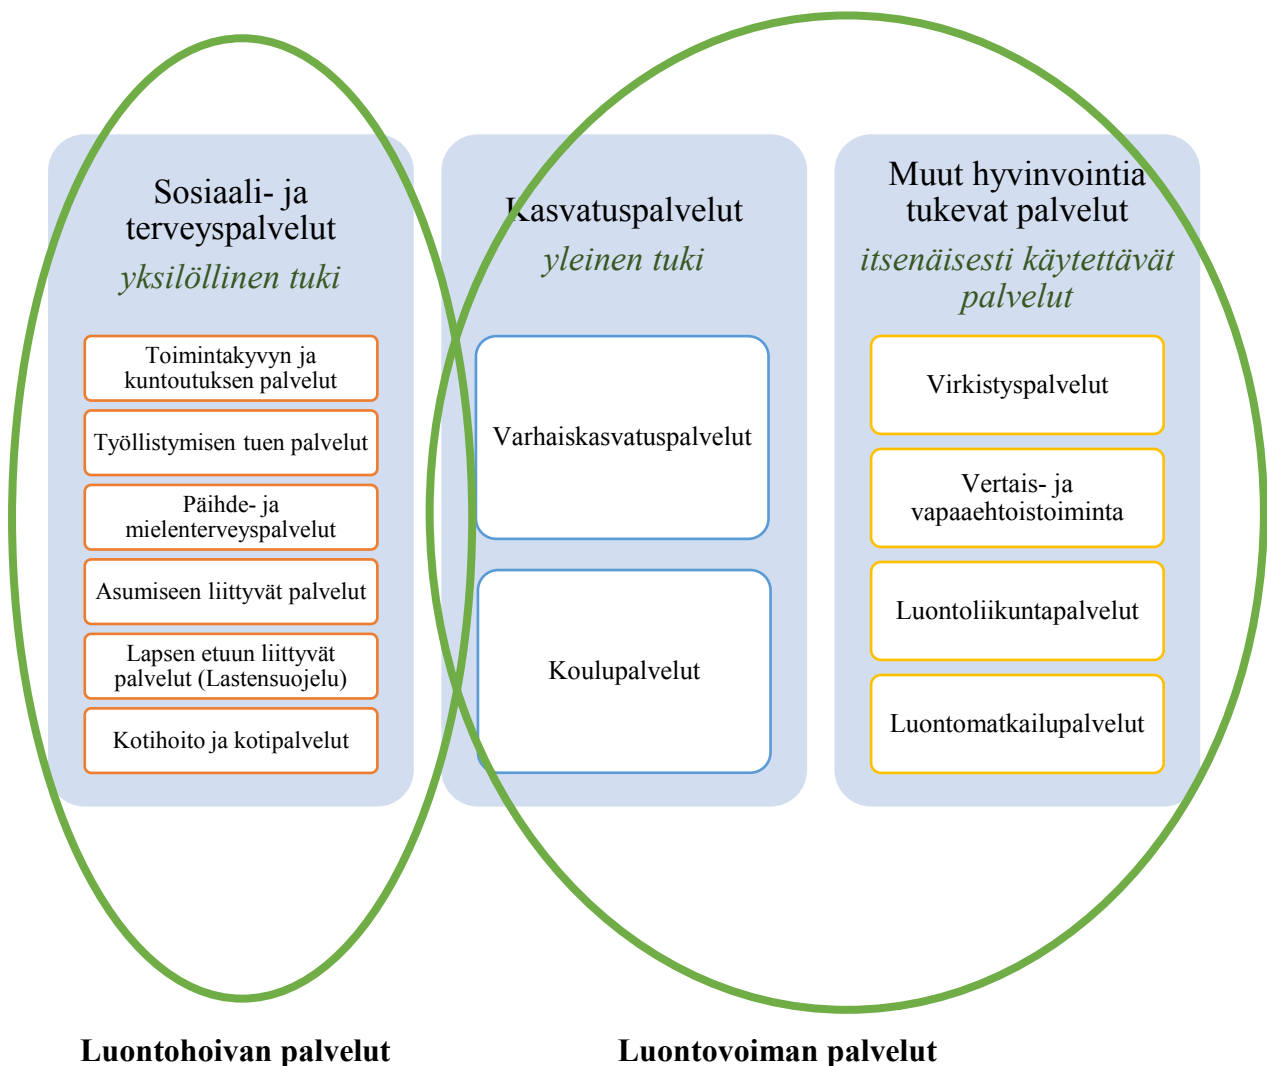 Sosiaali- ja
terveyspalvelut
yksilöllinen tuki
Toimintakyvyn ja
kuntoutuksen palvelut
Työllistymisen tuen palvelut
Päihde- ja
mielenterveyspalvelut
Asumiseen liittyvät palvelut
Lapsen etuun liittyvät
palvelut (Lastensuojelu)
Kotihoito ja kotipalvelut
Kasvatuspalvelut
yleinen tuki
Varhaiskasvatuspalvelut
Koulupalvelut
Muut hyvinvointia
tukevat palvelut
itsenäisesti käytettävät
palvelut
Virkistyspalvelut
Vertais- ja
vapaaehtoistoiminta
Luontoliikuntapalvelut
Luontomatkailupalvelut
Luontohoivan palvelut
Luontovoiman palvelut